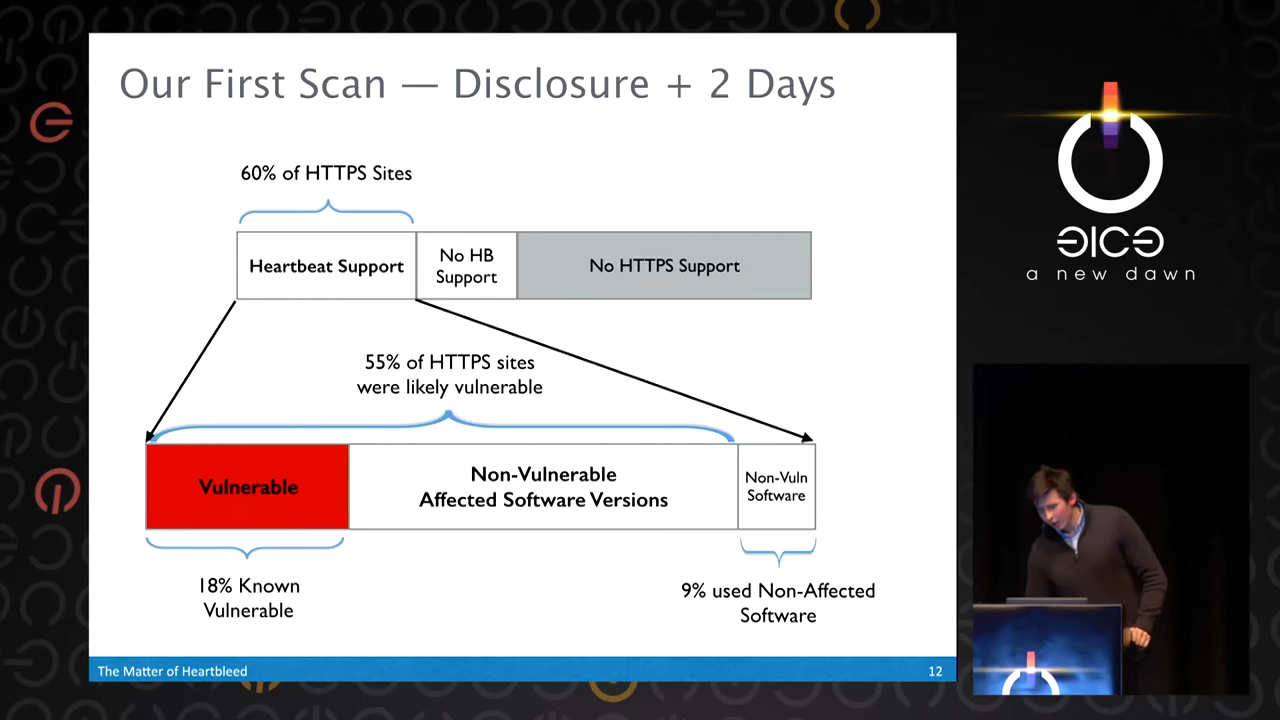 Our First Scan — Disclosure + 2 Days
60% of HTTPS Sites
Heartbeat Support
No HB
Support
No HTTPS Support
55% of HTTPS sites
were likely vulnerable
Vulnerable
Non-Vulnerable
Affected Software Versions
Non-Vuln
Software
18% Known
Vulnerable
9% used Non-Affected
Software
The Matter of Heartbleed
12
a new dawn